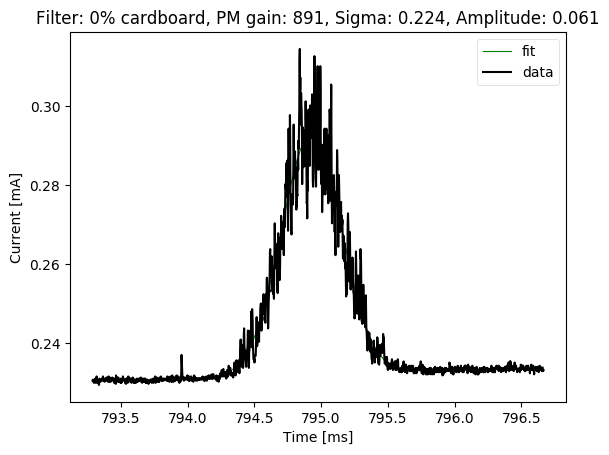 Filter: 0% cardboard, PM gain: 891, Sigma: 0.224, Amplitude: 0.061
fit
data
0.30
0.28
0.26
0.24
Current [mA]
793.5 794.0 794.5 795.0 795.5 796.0 796.5
Time [ms]